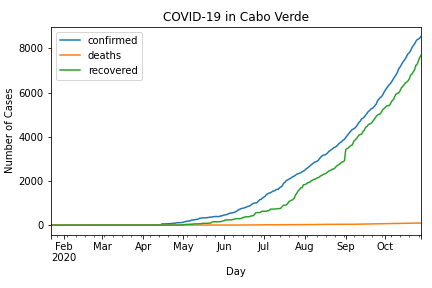 COVID-19 in Cabo Verde
confirmed
deaths
recovered
Number of Cases
8000
6000
4000
2000
0
Feb Mar Apr May Jun Jul Aug Sep Oct
2020
Day